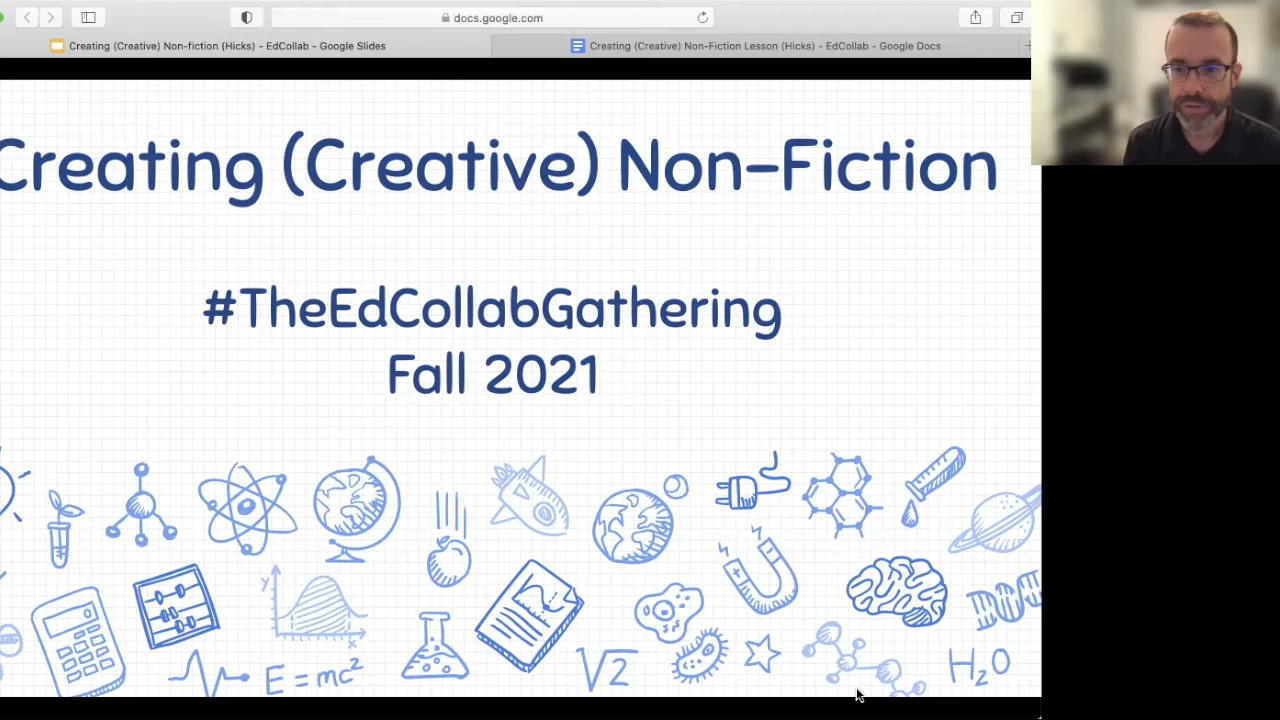 docs.google.com
Creating (Creative) Non-fiction (Hicks) - EdCollab - Google Slides
Creating (Creative) Non-Fiction Lesson (Hicks) - EdCollab - Google Docs
Creating (Creative) Non-Fiction
#TheEdCollabGathering
Fall 2021
y
x
E = mc²
√2
H₂O